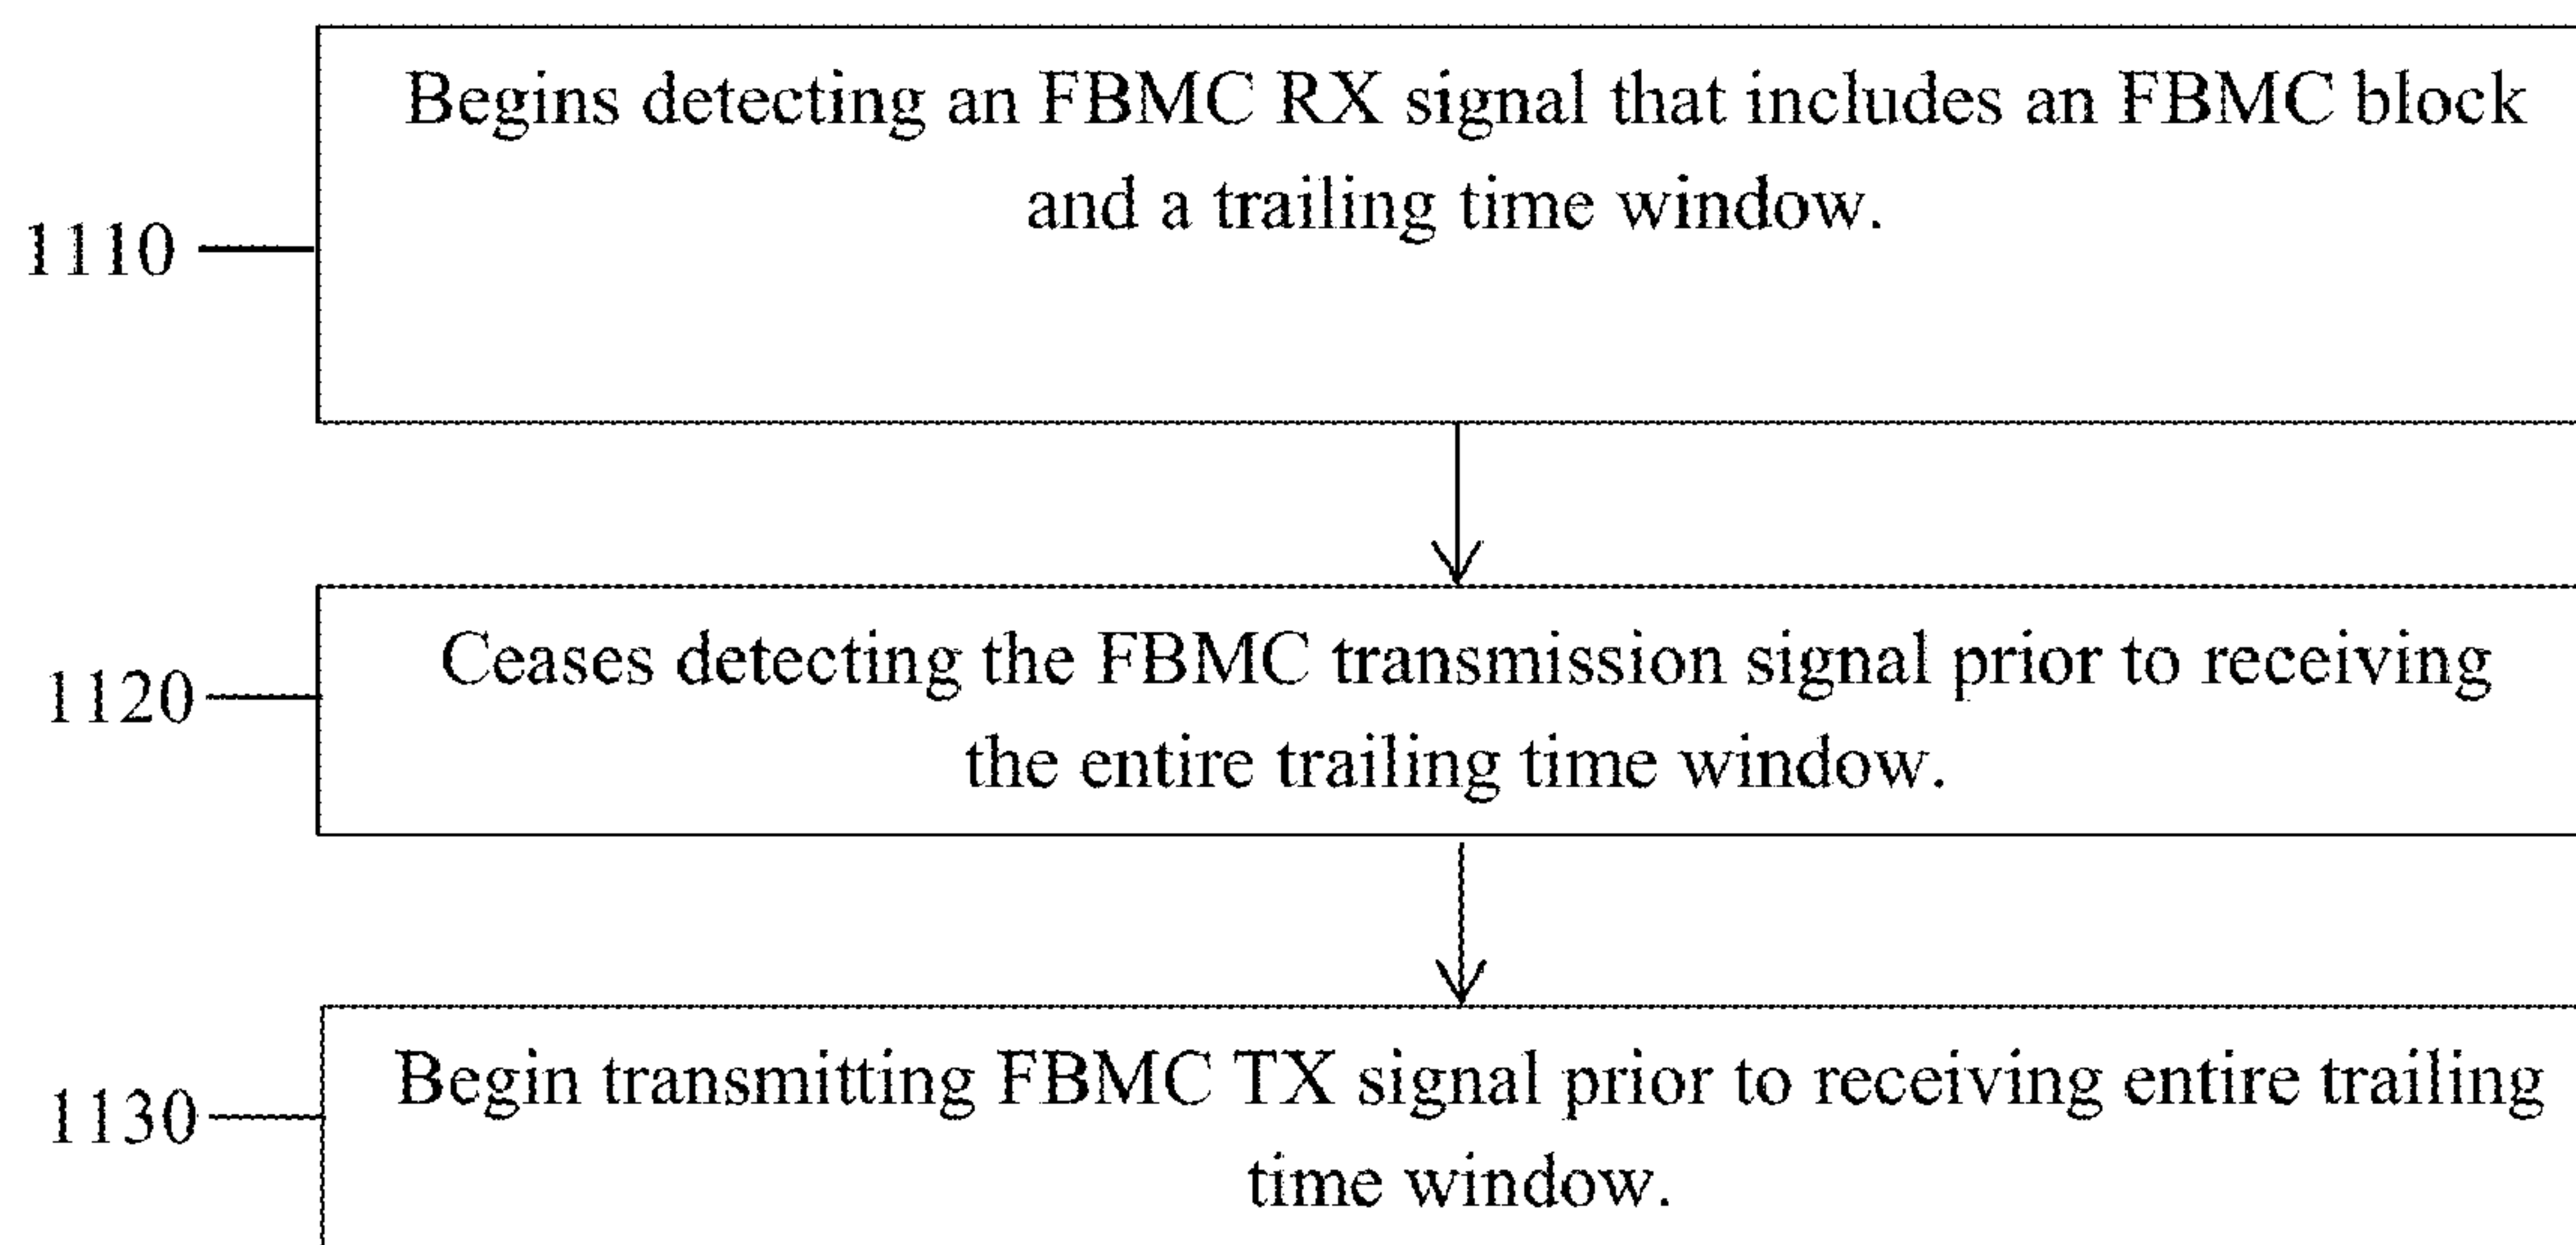 Begins detecting an FBMC RX signal that includes an FBMC block
and a trailing time window.
1110
Ceases detecting the FBMC transmission signal prior to receiving
1120
the entire trailing time window.
Begin transmitting FBMC TX signal prior to receiving entire trailing
1130
time window.